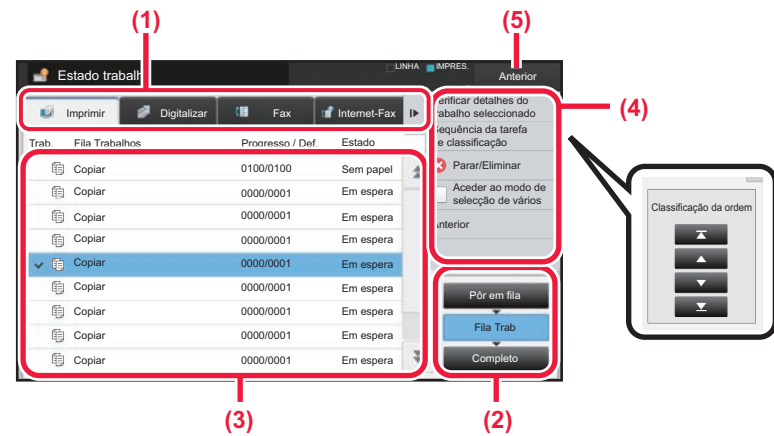 (1)
(5)
Estado trabalh
LINHA
IMPRES.
Anterior
Imprimir
Digitalizar
Fax
Internet-Fax
erificar detalhes do
rabalho seleccionado
(4)
Sequência da tarefa
e classificação
Parar/Eliminar
Aceder ao modo de
selecção de vários
nterior
Trab.
Fila Trabalhos
Progresso / Def.
Estado
Copiar 0100/0100 Sem papel
Copiar 0000/0001 Em espera
Copiar 0000/0001 Em espera
Copiar 0000/0001 Em espera
Copiar 0000/0001 Em espera
Copiar 0000/0001 Em espera
Copiar 0000/0001 Em espera
Copiar 0000/0001 Em espera
Copiar 0000/0001 Em espera
Classificação da ordem
Pôr em fila
Fila Trab
Completo
(3)
(2)